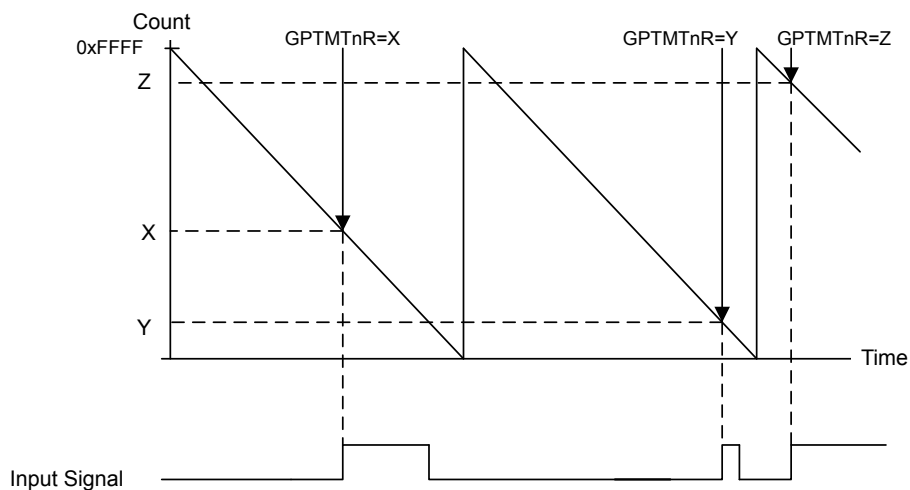 Count
0xFFFF
GPTMTnR=X
GPTMTnR=Y
GPTMTnR=Z
Z
X
Y
Time
Input Signal